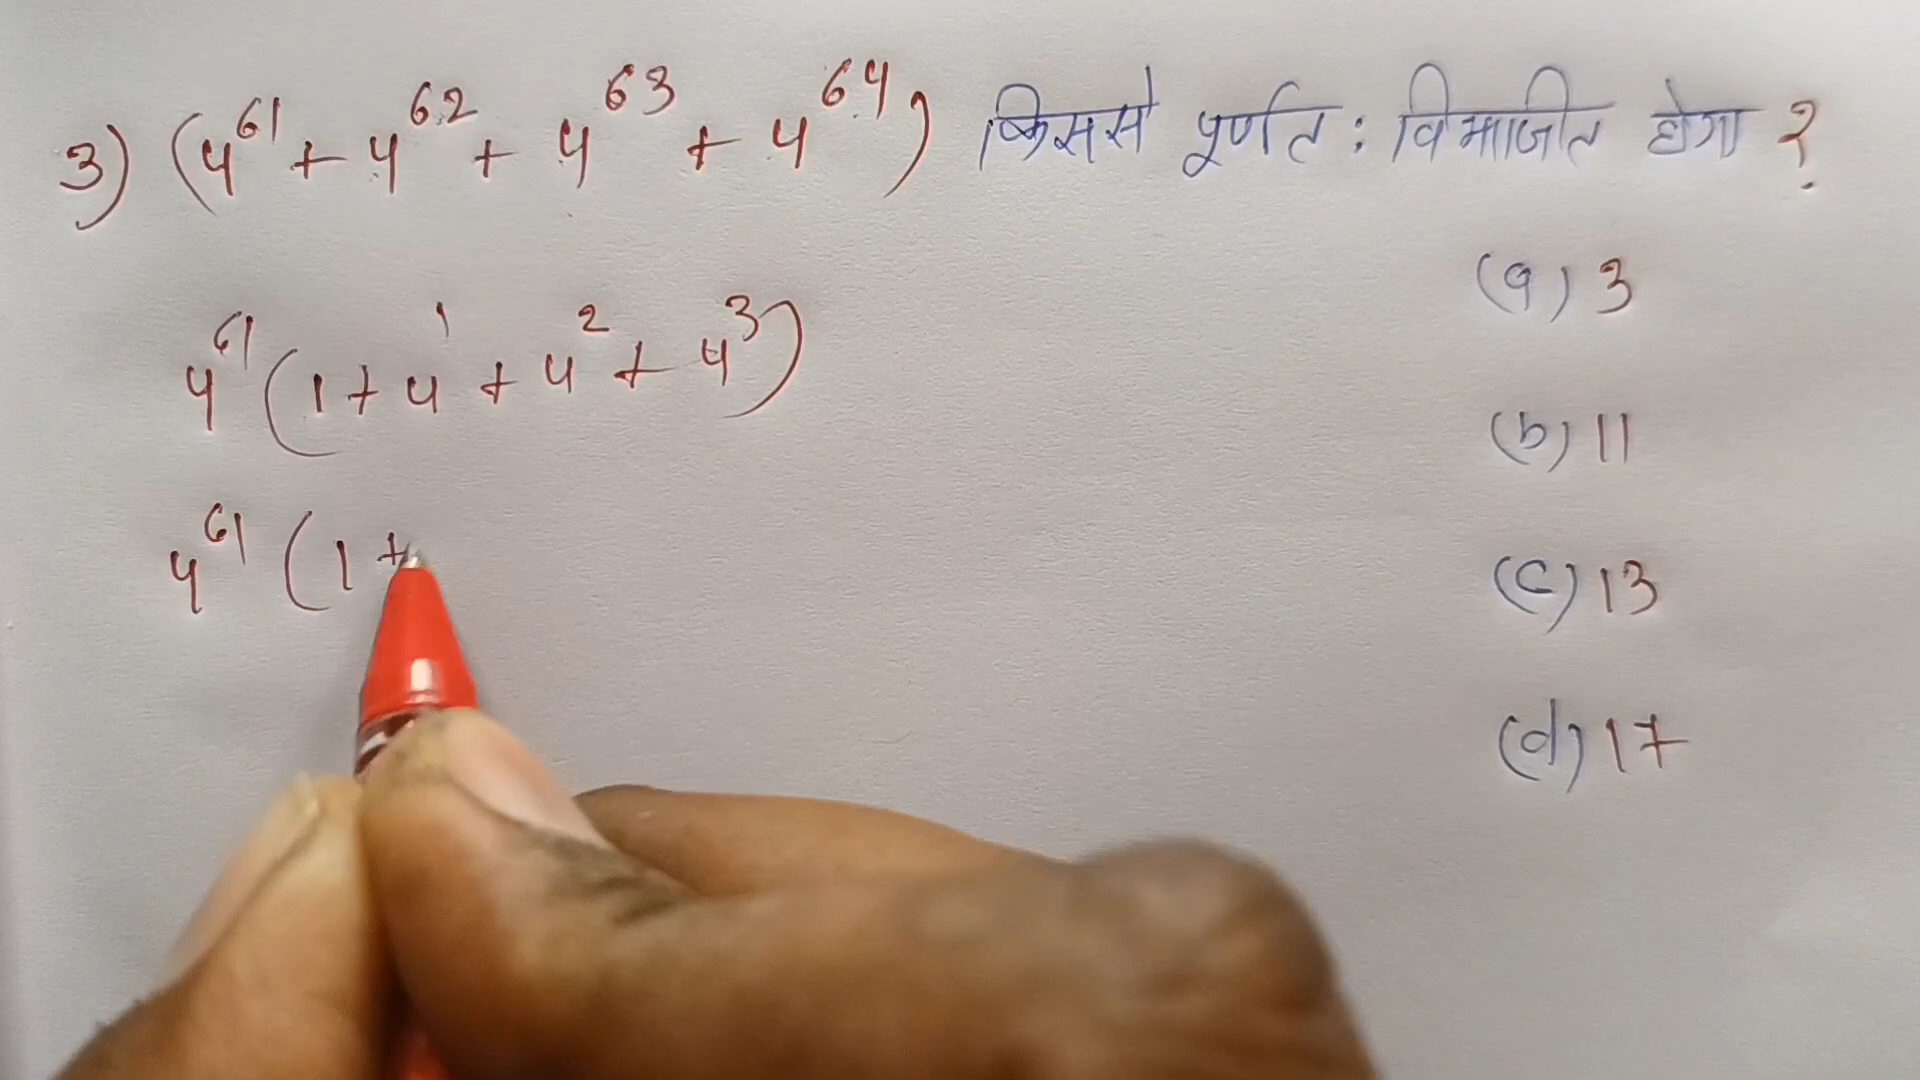 3) (4^61 + 4^62 + 4^63 + 4^64) किससे पूर्णत: विभाजीत होगा ?
(a) 3
4^61 (1 + 4^1 + 4^2 + 4^3)
(b) 11
4^61 (1 +
(c) 13
(d) 17